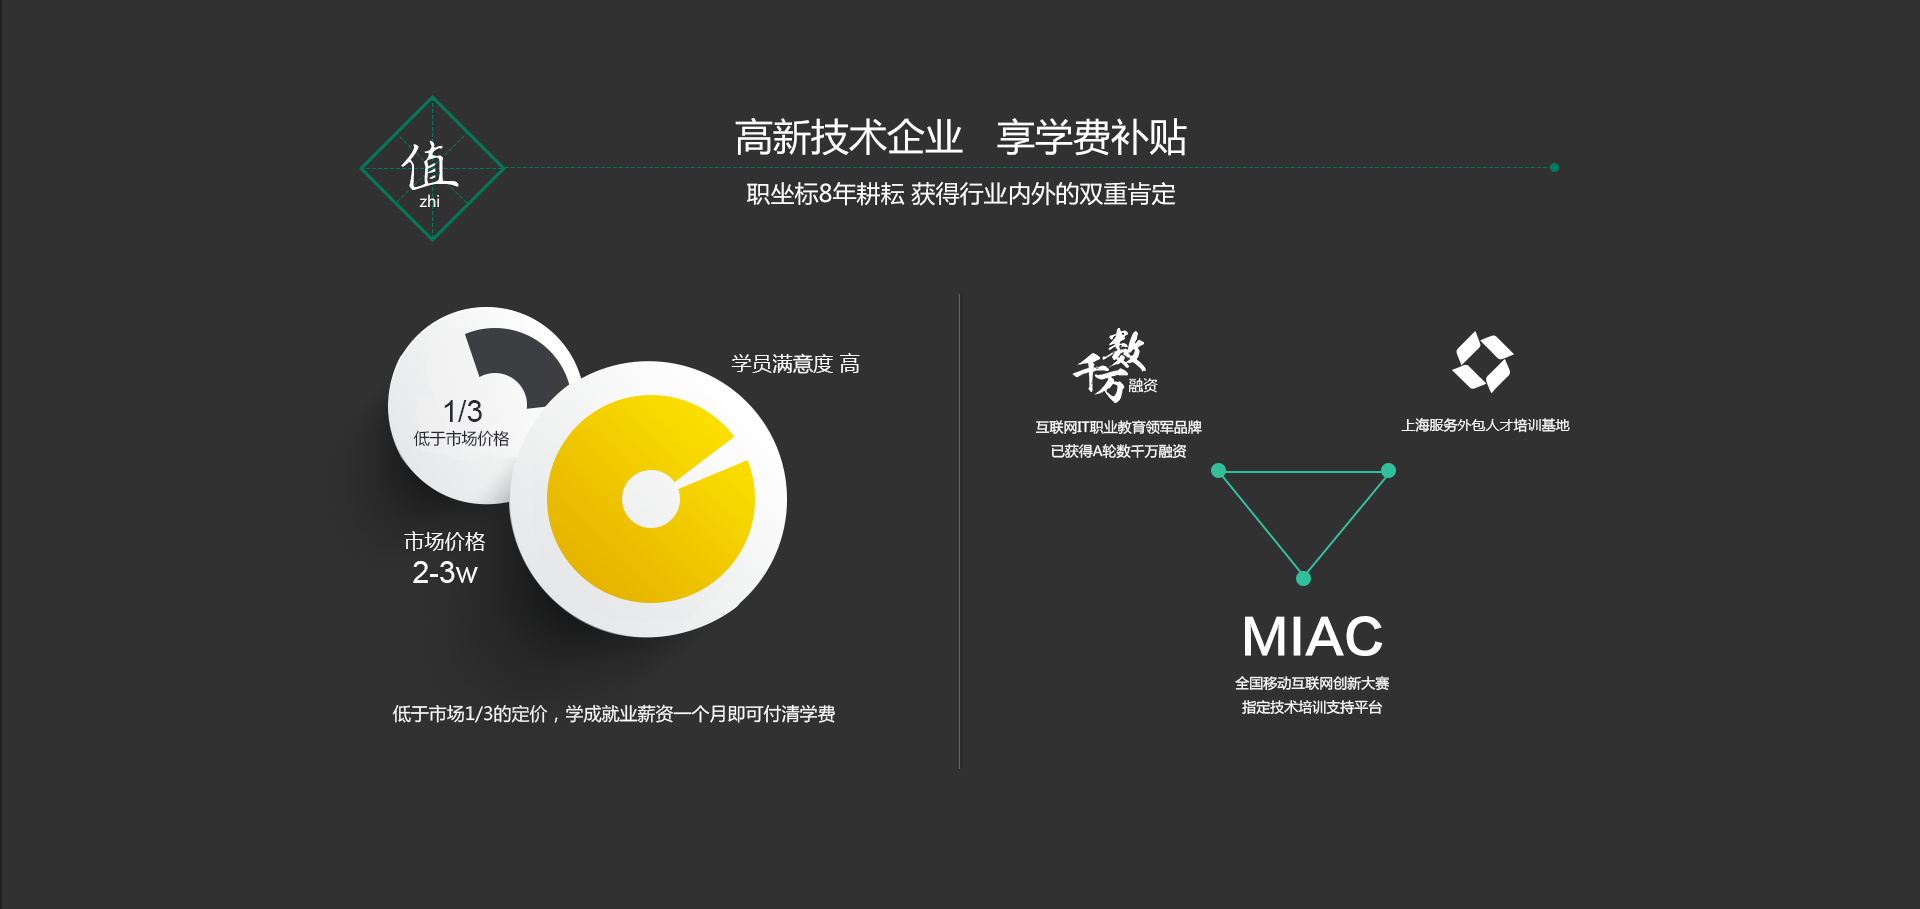 值
zhi
高新技术企业 享学费补贴
职坐标8年耕耘 获得行业内外的双重肯定
学员满意度 高
1/3
低于市场价格
市场价格
2-3w
低于市场1/3的定价，学成就业薪资一个月即可付清学费
数千万融资
互联网IT职业教育领军品牌
已获得A轮数千万融资
上海服务外包人才培训基地
MIAC
全国移动互联网创新大赛
指定技术培训支持平台